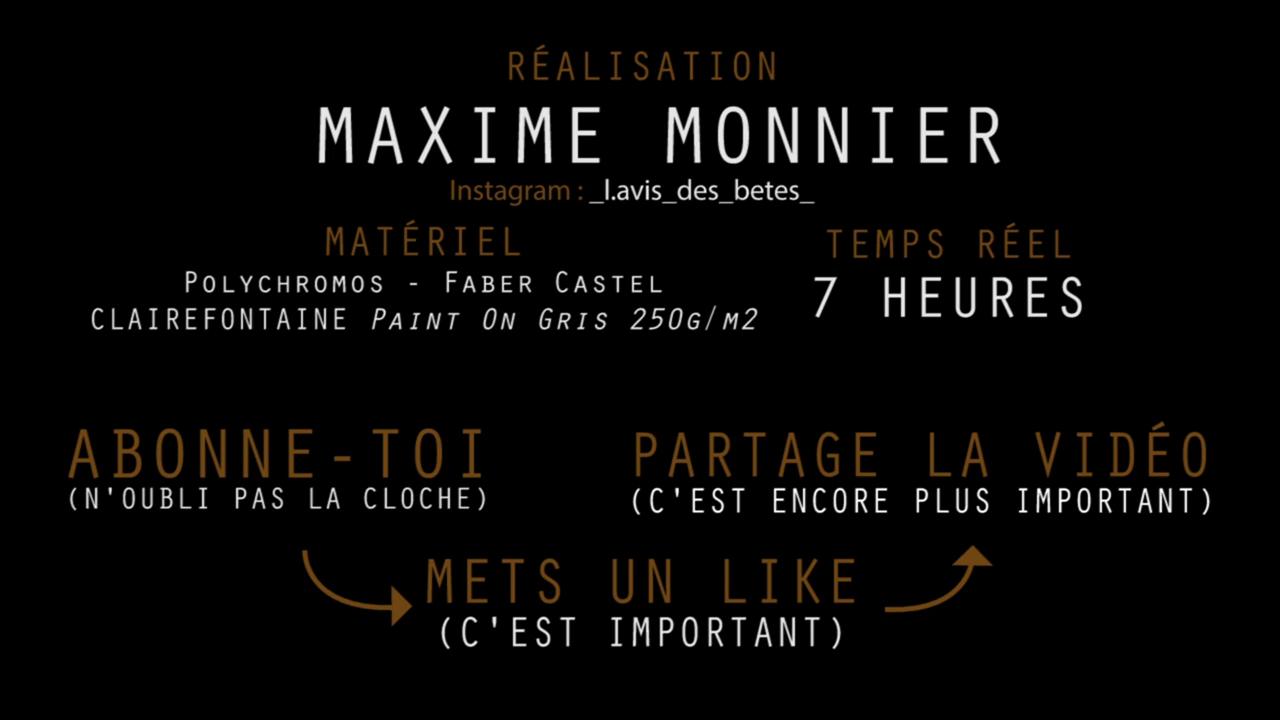 RÉALISATION
MAXIME MONNIER
Instagram : _l.avis_des_betes_
MATÉRIEL
POLYCHROMOS - FABER CASTEL
CLAIREFONTAINE PAINT ON GRIS 250G/M2
TEMPS RÉEL
7 HEURES
ABONNE-TOI
(N'OUBLI PAS LA CLOCHE)
METS UN LIKE
(C'EST IMPORTANT)
PARTAGE LA VIDÉO
(C'EST ENCORE PLUS IMPORTANT)